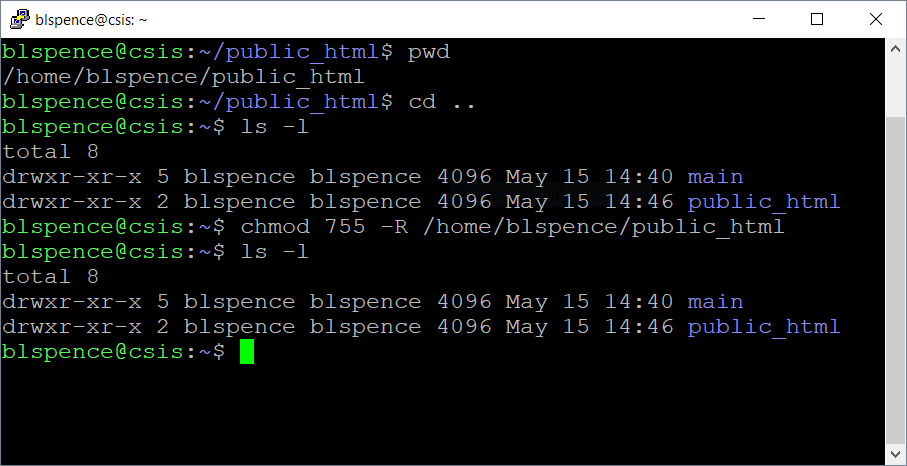 blspence@csis: ~
blspence@csis:~/public_html$ pwd
/home/blspence/public_html
blspence@csis:~/public_html$ cd ..
blspence@csis:~$ ls -l
total 8
drwxr-xr-x 5 blspence blspence 4096 May 15 14:40 main
drwxr-xr-x 2 blspence blspence 4096 May 15 14:46 public_html
blspence@csis:~$ chmod 755 -R /home/blspence/public_html
blspence@csis:~$ ls -l
total 8
drwxr-xr-x 5 blspence blspence 4096 May 15 14:40 main
drwxr-xr-x 2 blspence blspence 4096 May 15 14:46 public_html
blspence@csis:~$